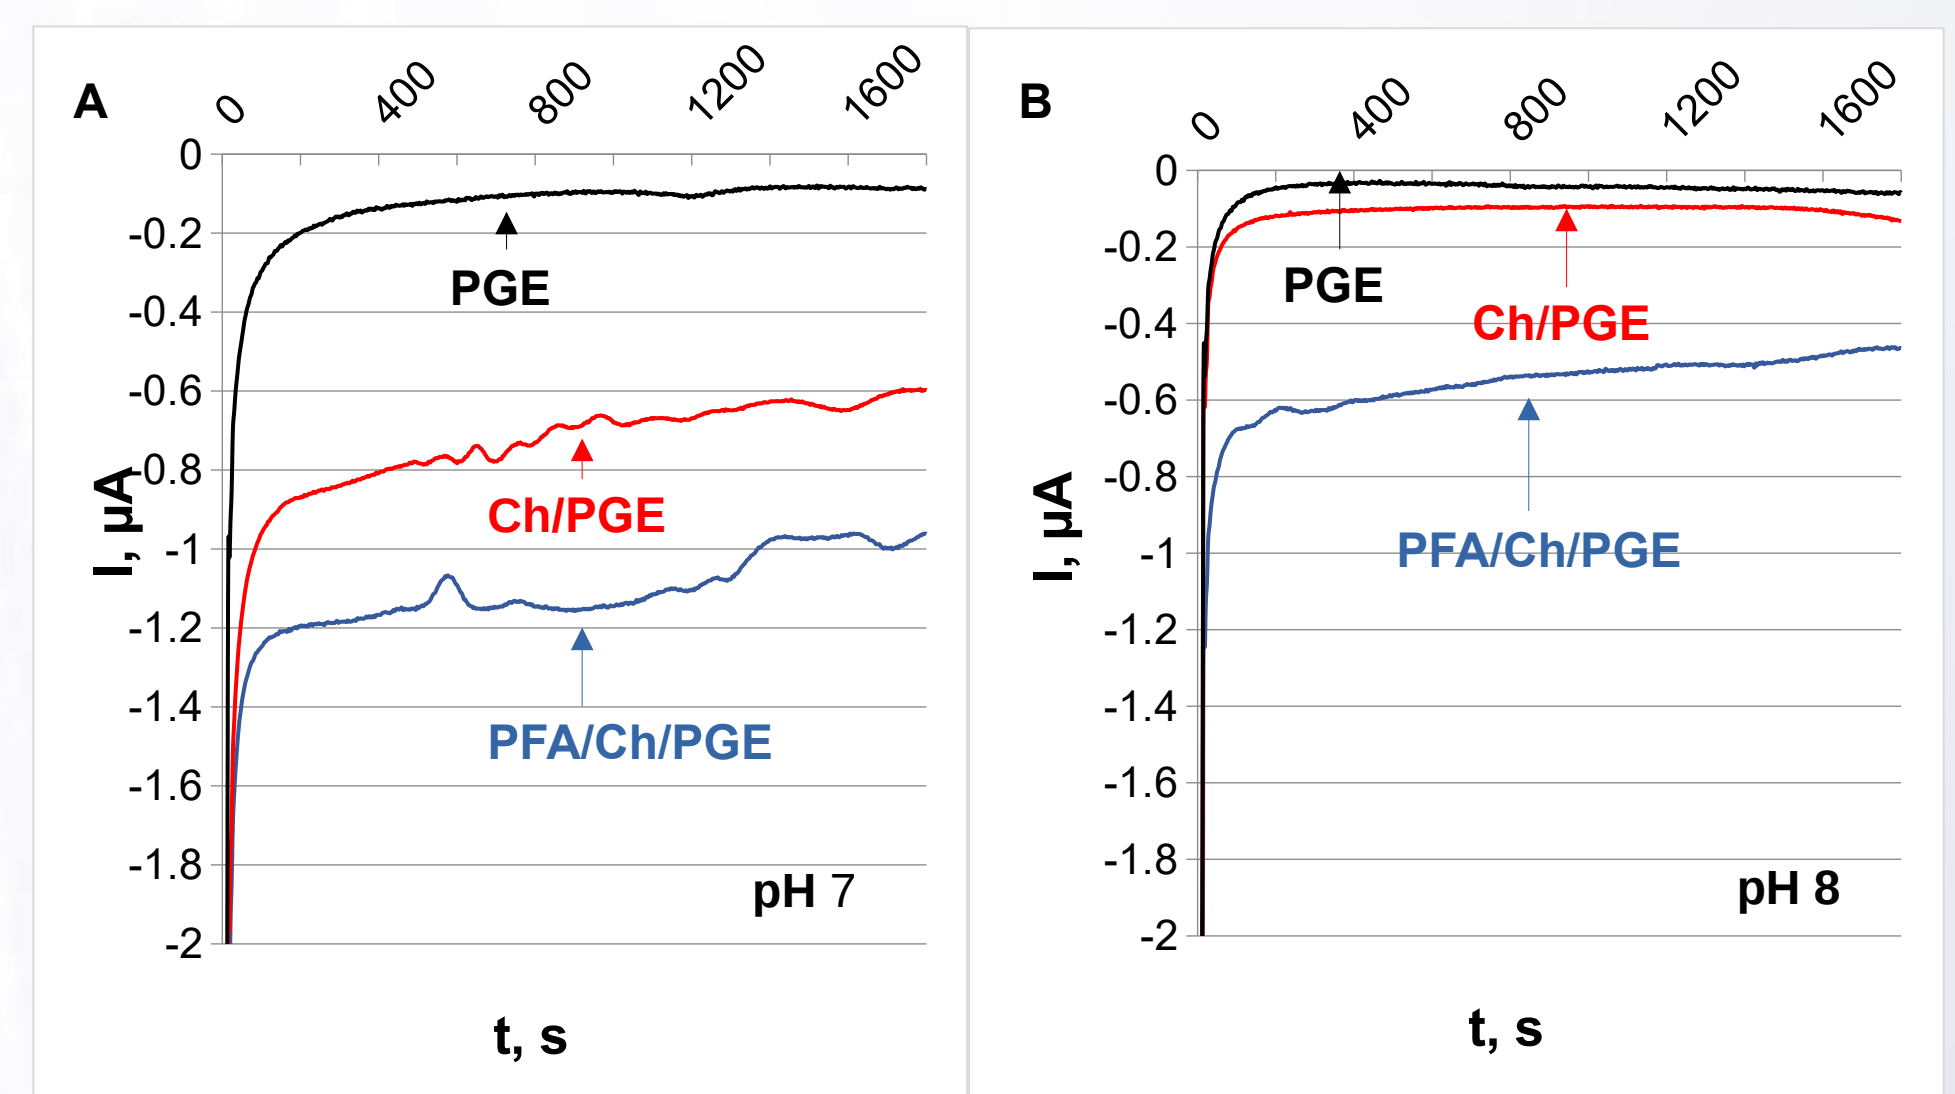 A
0 400 800 1200 1600
0
-0.2
-0.4
-0.6
-0.8
-1
-1.2
-1.4
-1.6
-1.8
-2
I, µA
PGE
Ch/PGE
PFA/Ch/PGE
pH 7
t, s
B
0 400 800 1200 1600
0
-0.2
-0.4
-0.6
-0.8
-1
-1.2
-1.4
-1.6
-1.8
-2
I, µA
PGE
Ch/PGE
PFA/Ch/PGE
pH 8
t, s